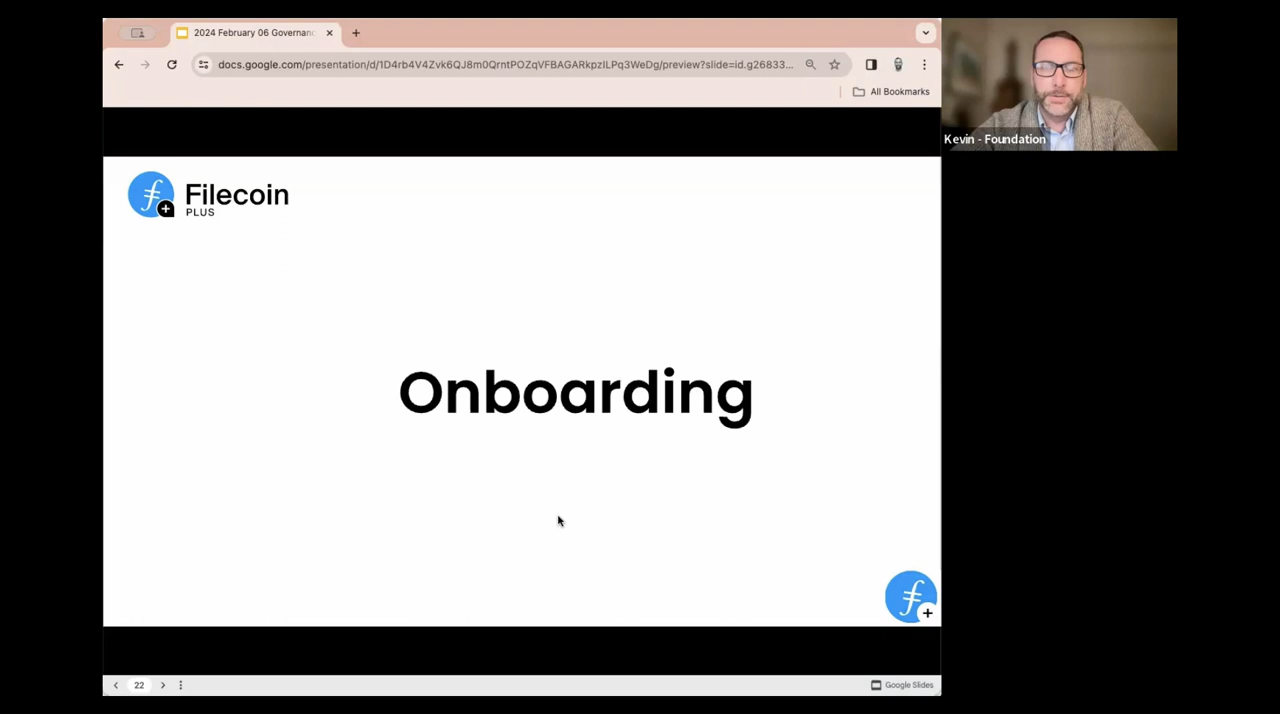 2024 February 06 Governanc
docs.google.com/presentation/d/1D4rb4V4Zvk6QJ8m0QrntPOZqVFBAGARkpzILPq3WeDg/preview?slide=id.g26833...
All Bookmarks
Kevin - Foundation
Filecoin
PLUS
Onboarding
22
Google Slides